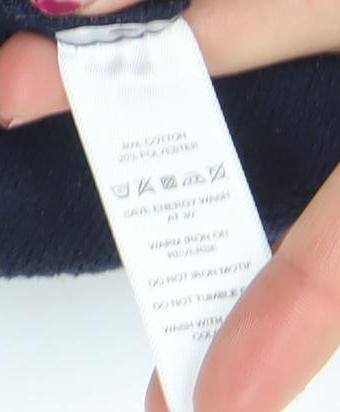 80% COTTON
20% POLYESTER
SAVE ENERGY WASH
AT 30°
WARM IRON ON
REVERSE
DO NOT IRON MOTIF
DO NOT TUMBLE
WASH WITH